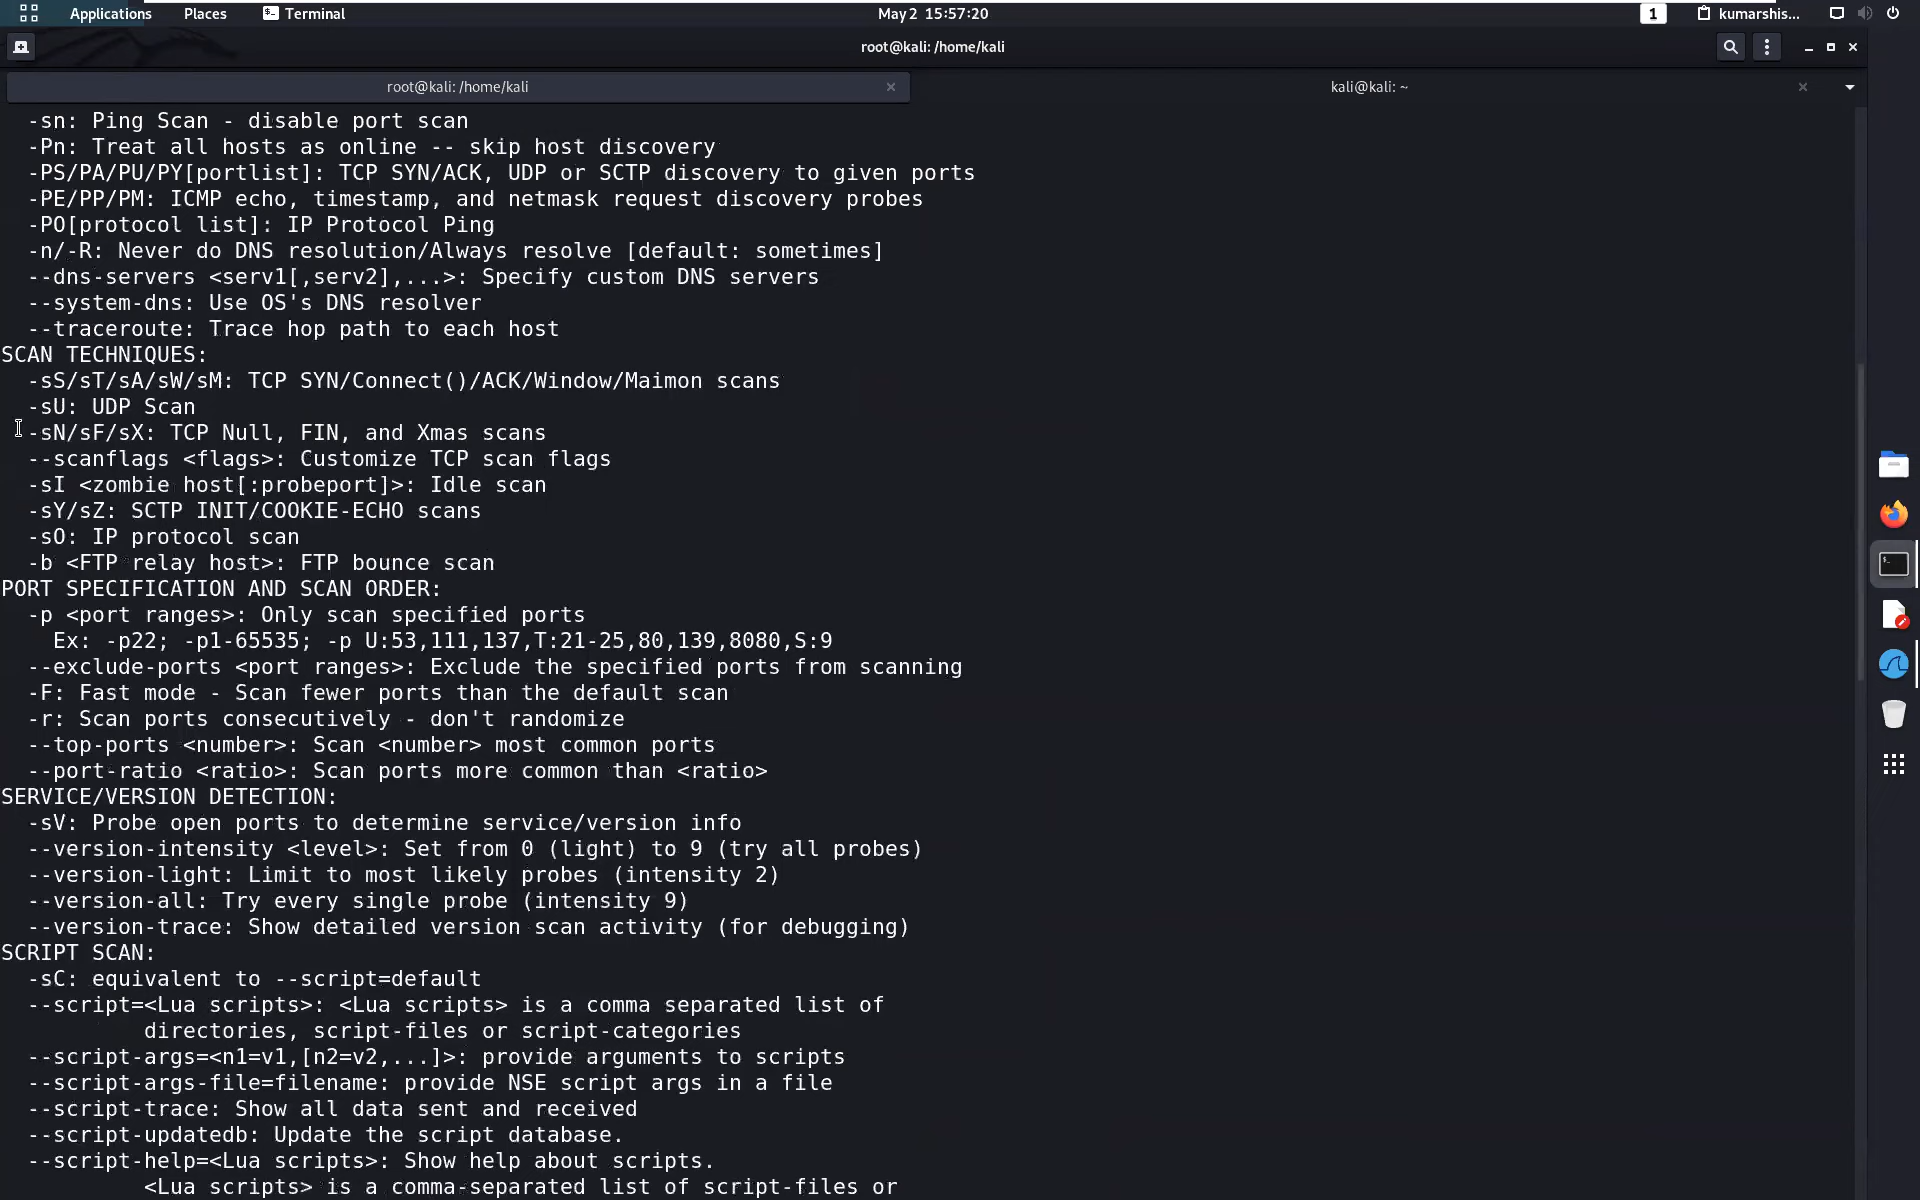 Applications Places Terminal May 2 15:57:20 1 kumarshis...
root@kali: /home/kali
root@kali: /home/kali kali@kali: ~
-sn: Ping Scan - disable port scan
-Pn: Treat all hosts as online -- skip host discovery
-PS/PA/PU/PY[portlist]: TCP SYN/ACK, UDP or SCTP discovery to given ports
-PE/PP/PM: ICMP echo, timestamp, and netmask request discovery probes
-PO[protocol list]: IP Protocol Ping
-n/-R: Never do DNS resolution/Always resolve [default: sometimes]
--dns-servers <serv1[,serv2],...>: Specify custom DNS servers
--system-dns: Use OS's DNS resolver
--traceroute: Trace hop path to each host
SCAN TECHNIQUES:
-sS/sT/sA/sW/sM: TCP SYN/Connect()/ACK/Window/Maimon scans
-sU: UDP Scan
-sN/sF/sX: TCP Null, FIN, and Xmas scans
--scanflags <flags>: Customize TCP scan flags
-sI <zombie host[:probeport]>: Idle scan
-sY/sZ: SCTP INIT/COOKIE-ECHO scans
-sO: IP protocol scan
-b <FTP relay host>: FTP bounce scan
PORT SPECIFICATION AND SCAN ORDER:
-p <port ranges>: Only scan specified ports
Ex: -p22; -p1-65535; -p U:53,111,137,T:21-25,80,139,8080,S:9
--exclude-ports <port ranges>: Exclude the specified ports from scanning
-F: Fast mode - Scan fewer ports than the default scan
-r: Scan ports consecutively - don't randomize
--top-ports <number>: Scan <number> most common ports
--port-ratio <ratio>: Scan ports more common than <ratio>
SERVICE/VERSION DETECTION:
-sV: Probe open ports to determine service/version info
--version-intensity <level>: Set from 0 (light) to 9 (try all probes)
--version-light: Limit to most likely probes (intensity 2)
--version-all: Try every single probe (intensity 9)
--version-trace: Show detailed version scan activity (for debugging)
SCRIPT SCAN:
-sC: equivalent to --script=default
--script=<Lua scripts>: <Lua scripts> is a comma separated list of
directories, script-files or script-categories
--script-args=<n1=v1,[n2=v2,...]>: provide arguments to scripts
--script-args-file=filename: provide NSE script args in a file
--script-trace: Show all data sent and received
--script-updatedb: Update the script database.
--script-help=<Lua scripts>: Show help about scripts.
<Lua scripts> is a comma-separated list of script-files or